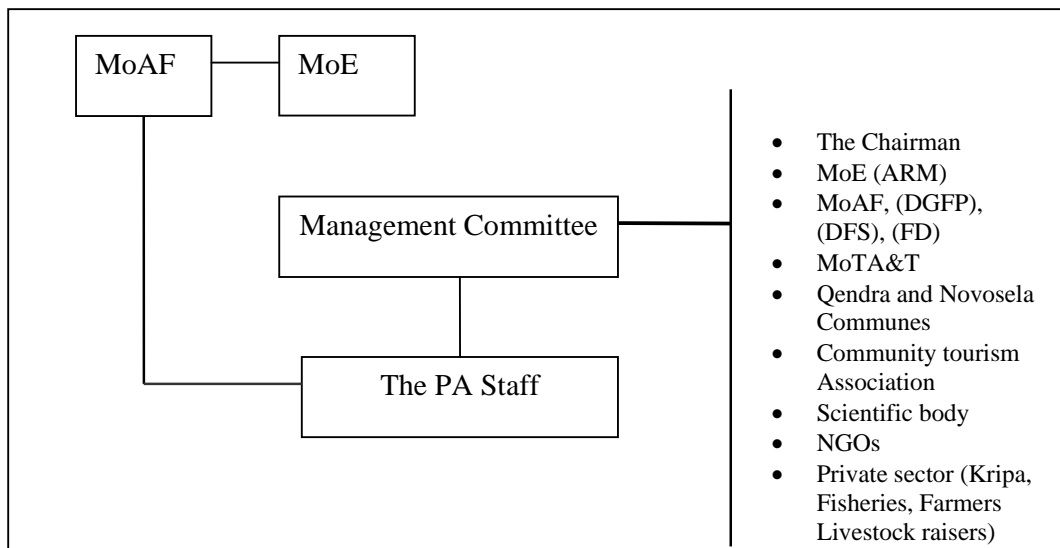 MoAF
MoE
Management Committee
The PA Staff
• The Chairman
• MoE (ARM)
• MoAF, (DGFP),
(DFS), (FD)
• MoTA&T
• Qendra and Novosela
Communes
• Community tourism
Association
• Scientific body
• NGOs
• Private sector (Kripa,
Fisheries, Farmers
Livestock raisers)